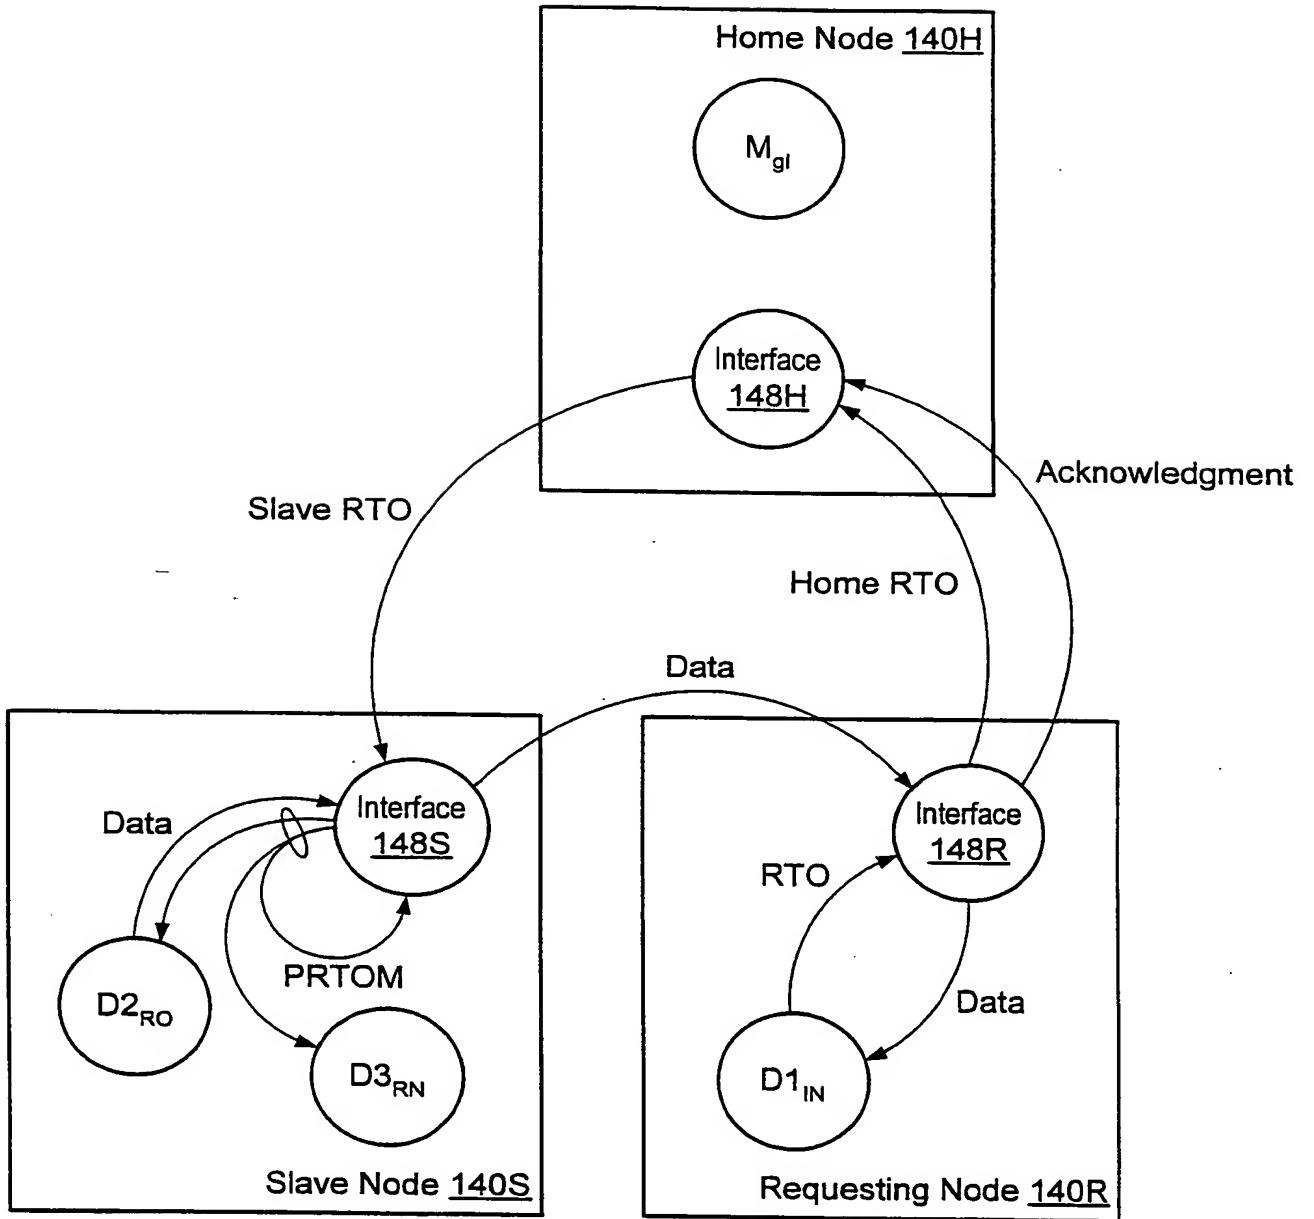 Home Node 140H
M_gI
Interface
148H
Acknowledgment
Slave RTO
Home RTO
Data
Interface
148S
Data
Interface
148R
RTO
PRTOM
D2_RO
Data
D3_RN
D1_IN
Slave Node 140S
Requesting Node 140R